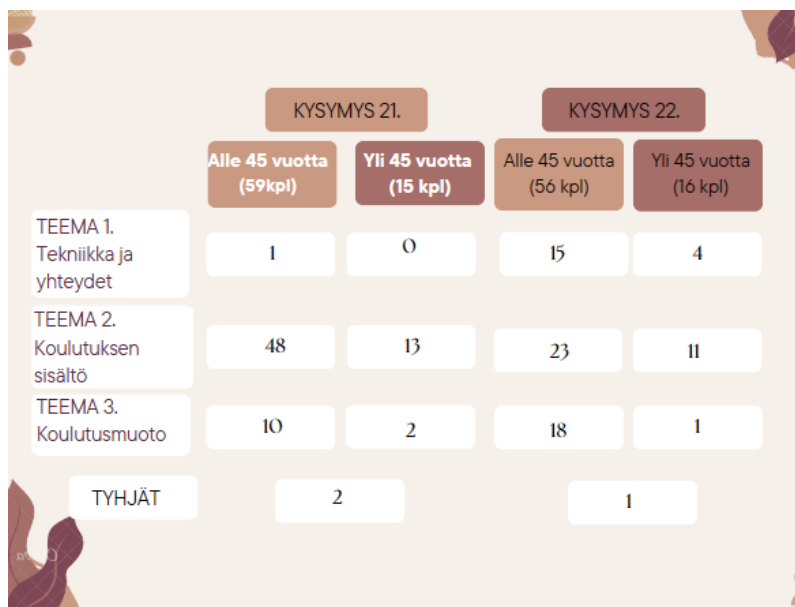 KYSYMYS 21. KYSYMYS 22.
Alle 45 vuotta Yli 45 vuotta Alle 45 vuotta Yli 45 vuotta
(59kpl) (15 kpl) (56 kpl) (16 kpl)
TEEMA 1.
Tekniikka ja 1 0 15 4
yhteydet
TEEMA 2.
Koulutuksen 48 13 23 11
sisältö
TEEMA 3.
Koulutusmuoto 10 2 18 1
TYHJÄT 2 1